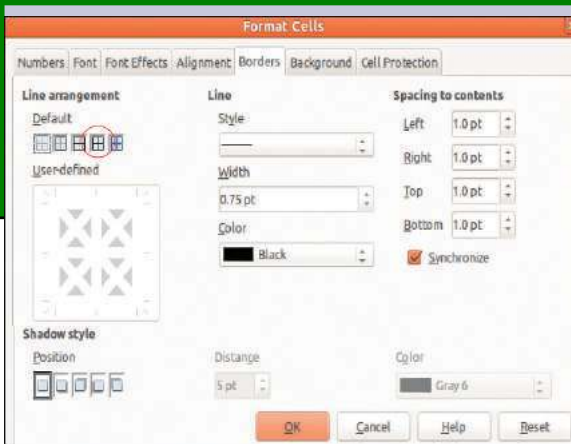 Format Cells
Numbers Font Font Effects Alignment Borders Background Cell Protection
Line arrangement
Default
User-defined
Line
Style
Width
0.75 pt
Color
Black
Spacing to contents
Left 1.0 pt
Right 1.0 pt
Top 1.0 pt
Bottom 1.0 pt
Synchronize
Shadow style
Position
Distance
5 pt
Color
Gray 6
OK Cancel Help Reset